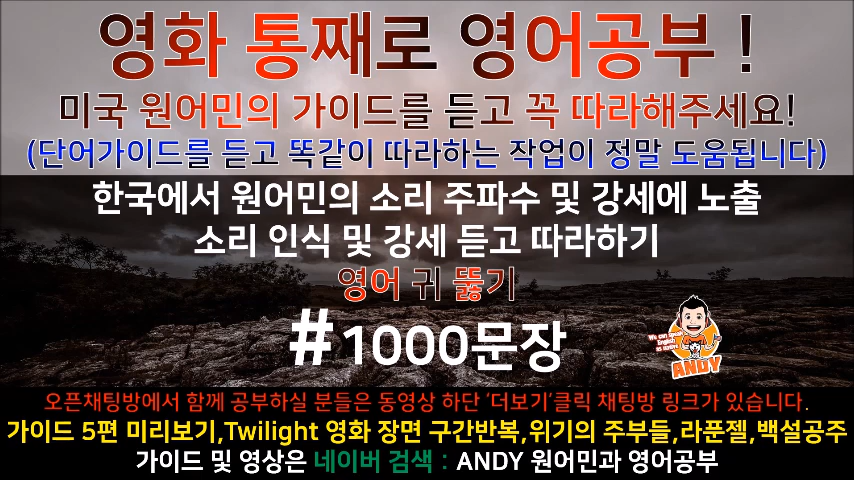 영화 통째로 영어공부 !
미국 원어민의 가이드를 듣고 꼭 따라해주세요!
(단어가이드를 듣고 똑같이 따라하는 작업이 정말 도움됩니다)
한국에서 원어민의 소리 주파수 및 강세에 노출
소리 인식 및 강세 듣고 따라하기
영어 귀 뚫기
#1000문장
We can speak
English
as native
ANDY
오픈채팅방에서 함께 공부하실 분들은 동영상 하단 '더보기'클릭 채팅방 링크가 있습니다.
가이드 5편 미리보기,Twilight 영화 장면 구간반복,위기의 주부들,라푼젤,백설공주
가이드 및 영상은 네이버 검색 : ANDY 원어민과 영어공부